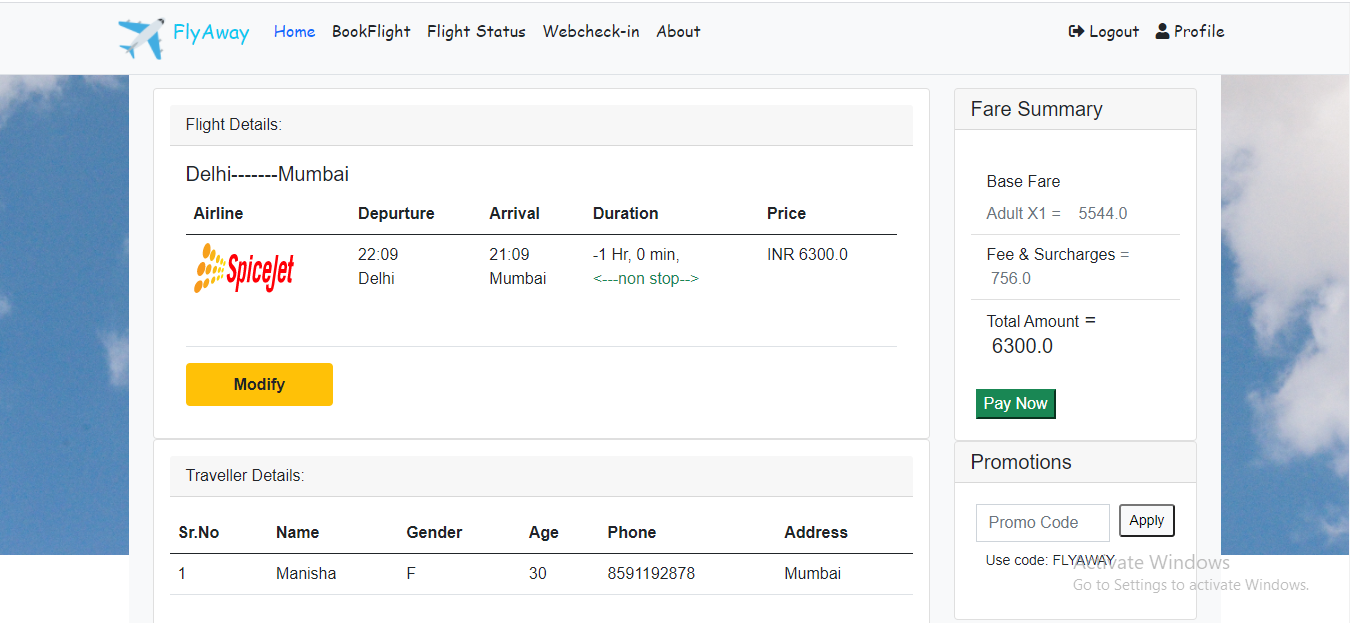 FlyAway Home BookFlight Flight Status Webcheck-in About Logout Profile
Flight Details:
Delhi-------Mumbai
Airline Depurture Arrival Duration Price
SpiceJet 22:09 21:09 -1 Hr, 0 min, INR 6300.0
Delhi Mumbai <---non stop-->
Modify
Traveller Details:
Sr.No Name Gender Age Phone Address
1 Manisha F 30 8591192878 Mumbai
Fare Summary
Base Fare
Adult X1 = 5544.0
Fee & Surcharges =
756.0
Total Amount =
6300.0
Pay Now
Promotions
Promo Code Apply
Use code: FLYAWAY
Activate Windows
Go to Settings to activate Windows.